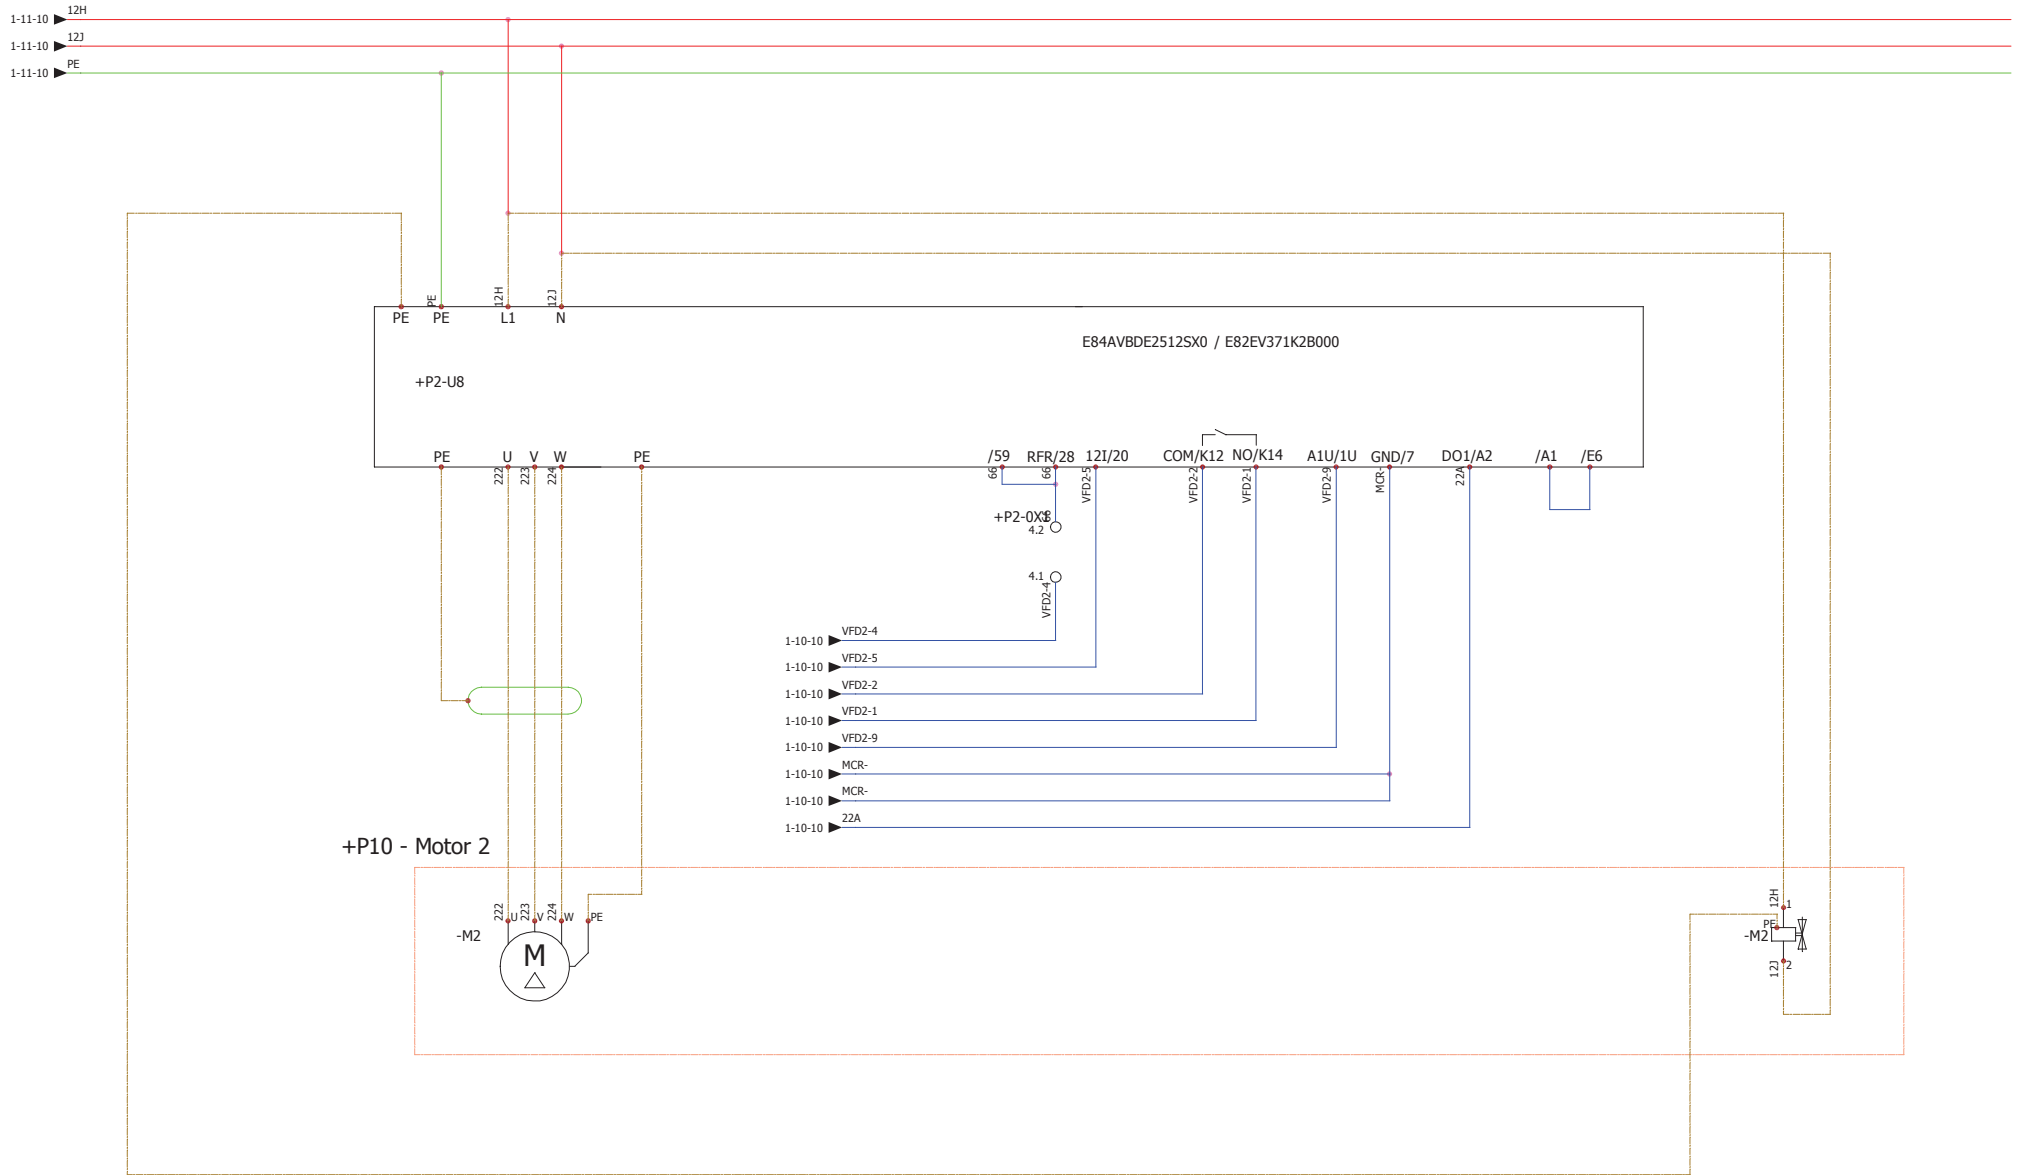 1-11-10 12H
1-11-10 12J
1-11-10 PE
PE 12H 12J
PE PE L1 N
E84AVBDE2512SX0 / E82EV371K2B000
+P2-U8
PE U V W PE /59 RFR/28 12I/20 COM/K12 NO/K14 A1U/1U GND/7 DO1/A2 /A1 /E6
222 223 224 66 66 VFD2-5 VFD2-2 VFD2-1 VFD2-9 MCR- 22A
+P2-0X1
4.2
4.1
VFD2-4
1-10-10 VFD2-4
1-10-10 VFD2-5
1-10-10 VFD2-2
1-10-10 VFD2-1
1-10-10 VFD2-9
1-10-10 MCR-
1-10-10 MCR-
1-10-10 22A
+P10 - Motor 2
222 U 223 V 224 W PE
-M2
M
12H 1
PE
-M2
12J 2